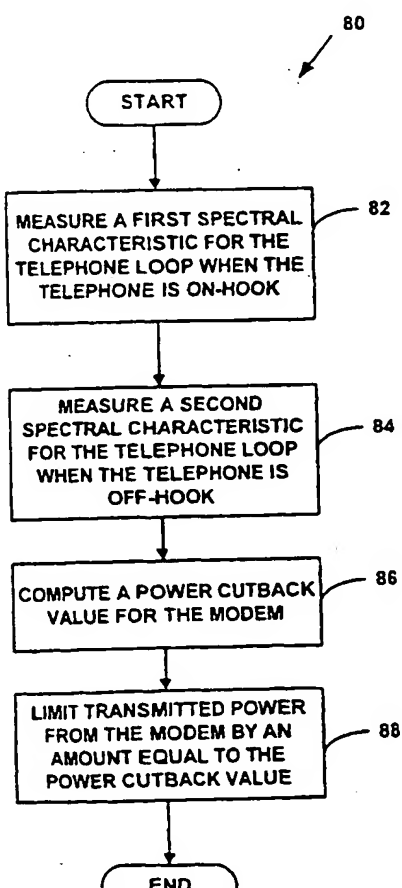 80
START
MEASURE A FIRST SPECTRAL
CHARACTERISTIC FOR THE
TELEPHONE LOOP WHEN THE
TELEPHONE IS ON-HOOK
82
MEASURE A SECOND
SPECTRAL CHARACTERISTIC
FOR THE TELEPHONE LOOP
WHEN THE TELEPHONE IS
OFF-HOOK
84
COMPUTE A POWER CUTBACK
VALUE FOR THE MODEM
86
LIMIT TRANSMITTED POWER
FROM THE MODEM BY AN
AMOUNT EQUAL TO THE
POWER CUTBACK VALUE
88
END